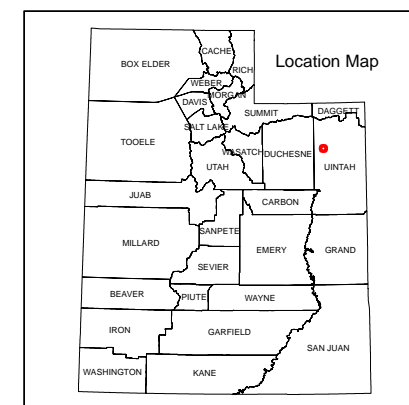 Location Map
CACHE
BOX ELDER
RICH
WEBER
MORGAN
DAVIS
SUMMIT
DAGGETT
SALT LAKE
TOOELE
WASATCH
DUCHESNE
UTAH
UINTAH
JUAB
CARBON
SANPETE
MILLARD
EMERY
GRAND
SEVIER
BEAVER
PIUTE
WAYNE
IRON
GARFIELD
SAN JUAN
WASHINGTON
KANE